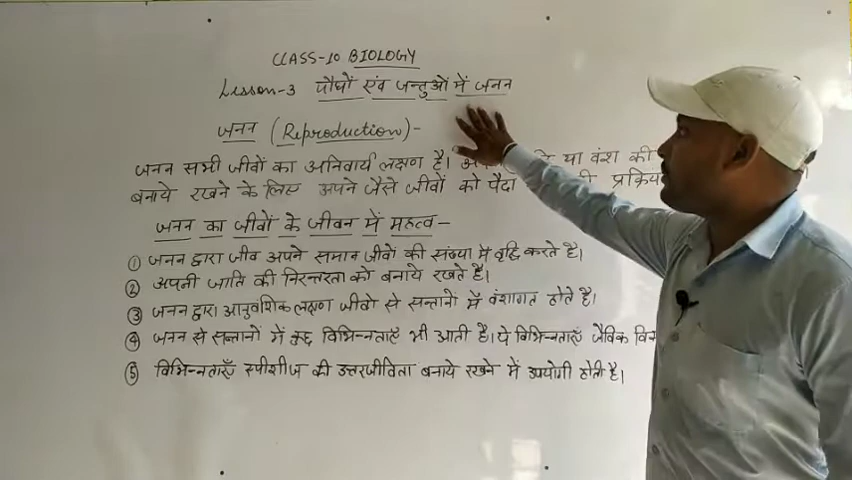 CLASS-10 BIOLOGY
Lesson-3 पौधों एंव जन्तुओं में जनन
जनन (Reproduction)-
जनन सभी जीवों का अनिवार्य लक्षण है। या वंश की
बनाये रखने के लिए अपने जैसे जीवों को पैदा प्रक्रिय
जनन का जीवों के जीवन में महत्व-
① जनन द्वारा जीव अपने समान जीवों की संख्या में वृद्धि करते है।
② अपनी जाति की निरन्तरता को बनाये रखते है।
③ जनन द्वारा आनुवशिक लक्षण जीवो से सन्तानों में वंशागत होते है।
④ जनन से सन्तानों में कुछ विभिन्नताएँ भी आती है। ये विभिन्नताएँ जैविक विक
⑤ विभिन्नताएँ स्पीशीज की उत्तरजीविता बनाये रखने में उपयोगी होती है।